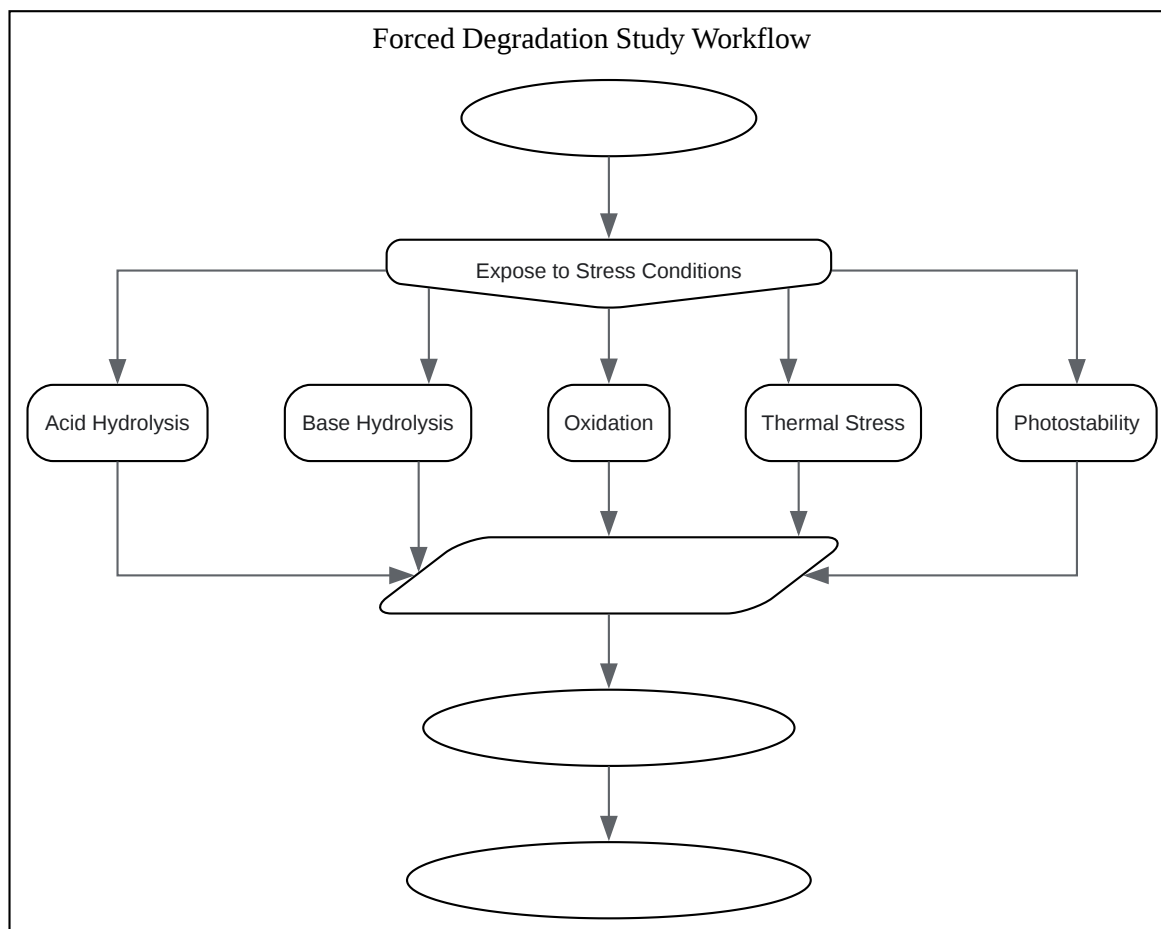 Forced Degradation Study Workflow
Expose to Stress Conditions
Acid Hydrolysis
Base Hydrolysis
Oxidation
Thermal Stress
Photostability